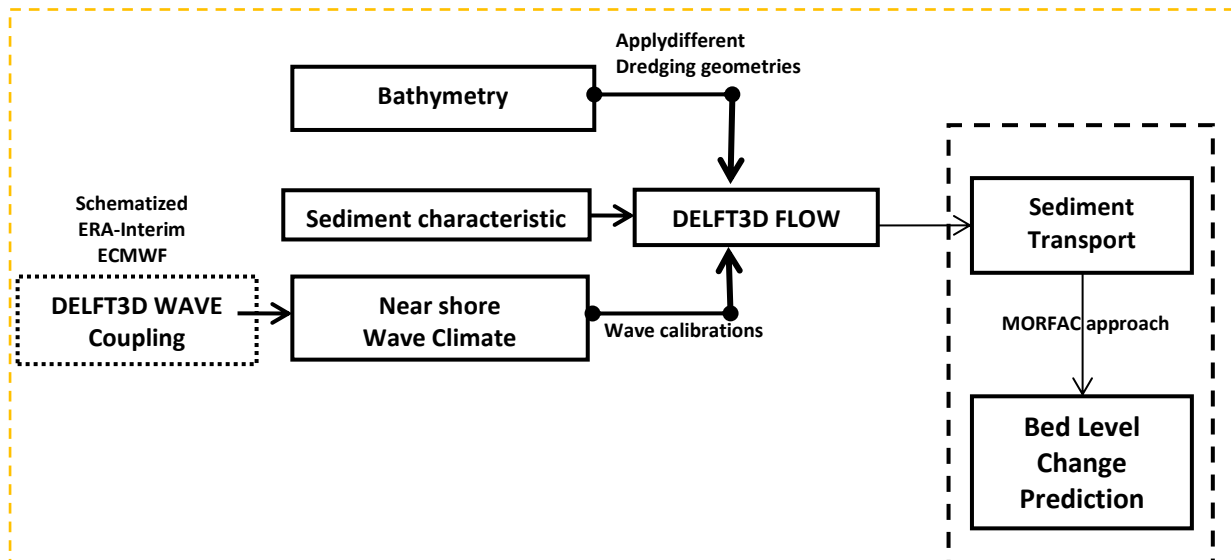 Applydifferent
Dredging geometries
Bathymetry
Schematized
ERA-Interim
ECMWF
Sediment characteristic
DELFT3D FLOW
Sediment
Transport
DELFT3D WAVE
Coupling
Near shore
Wave Climate
Wave calibrations
MORFAC approach
Bed Level
Change
Prediction